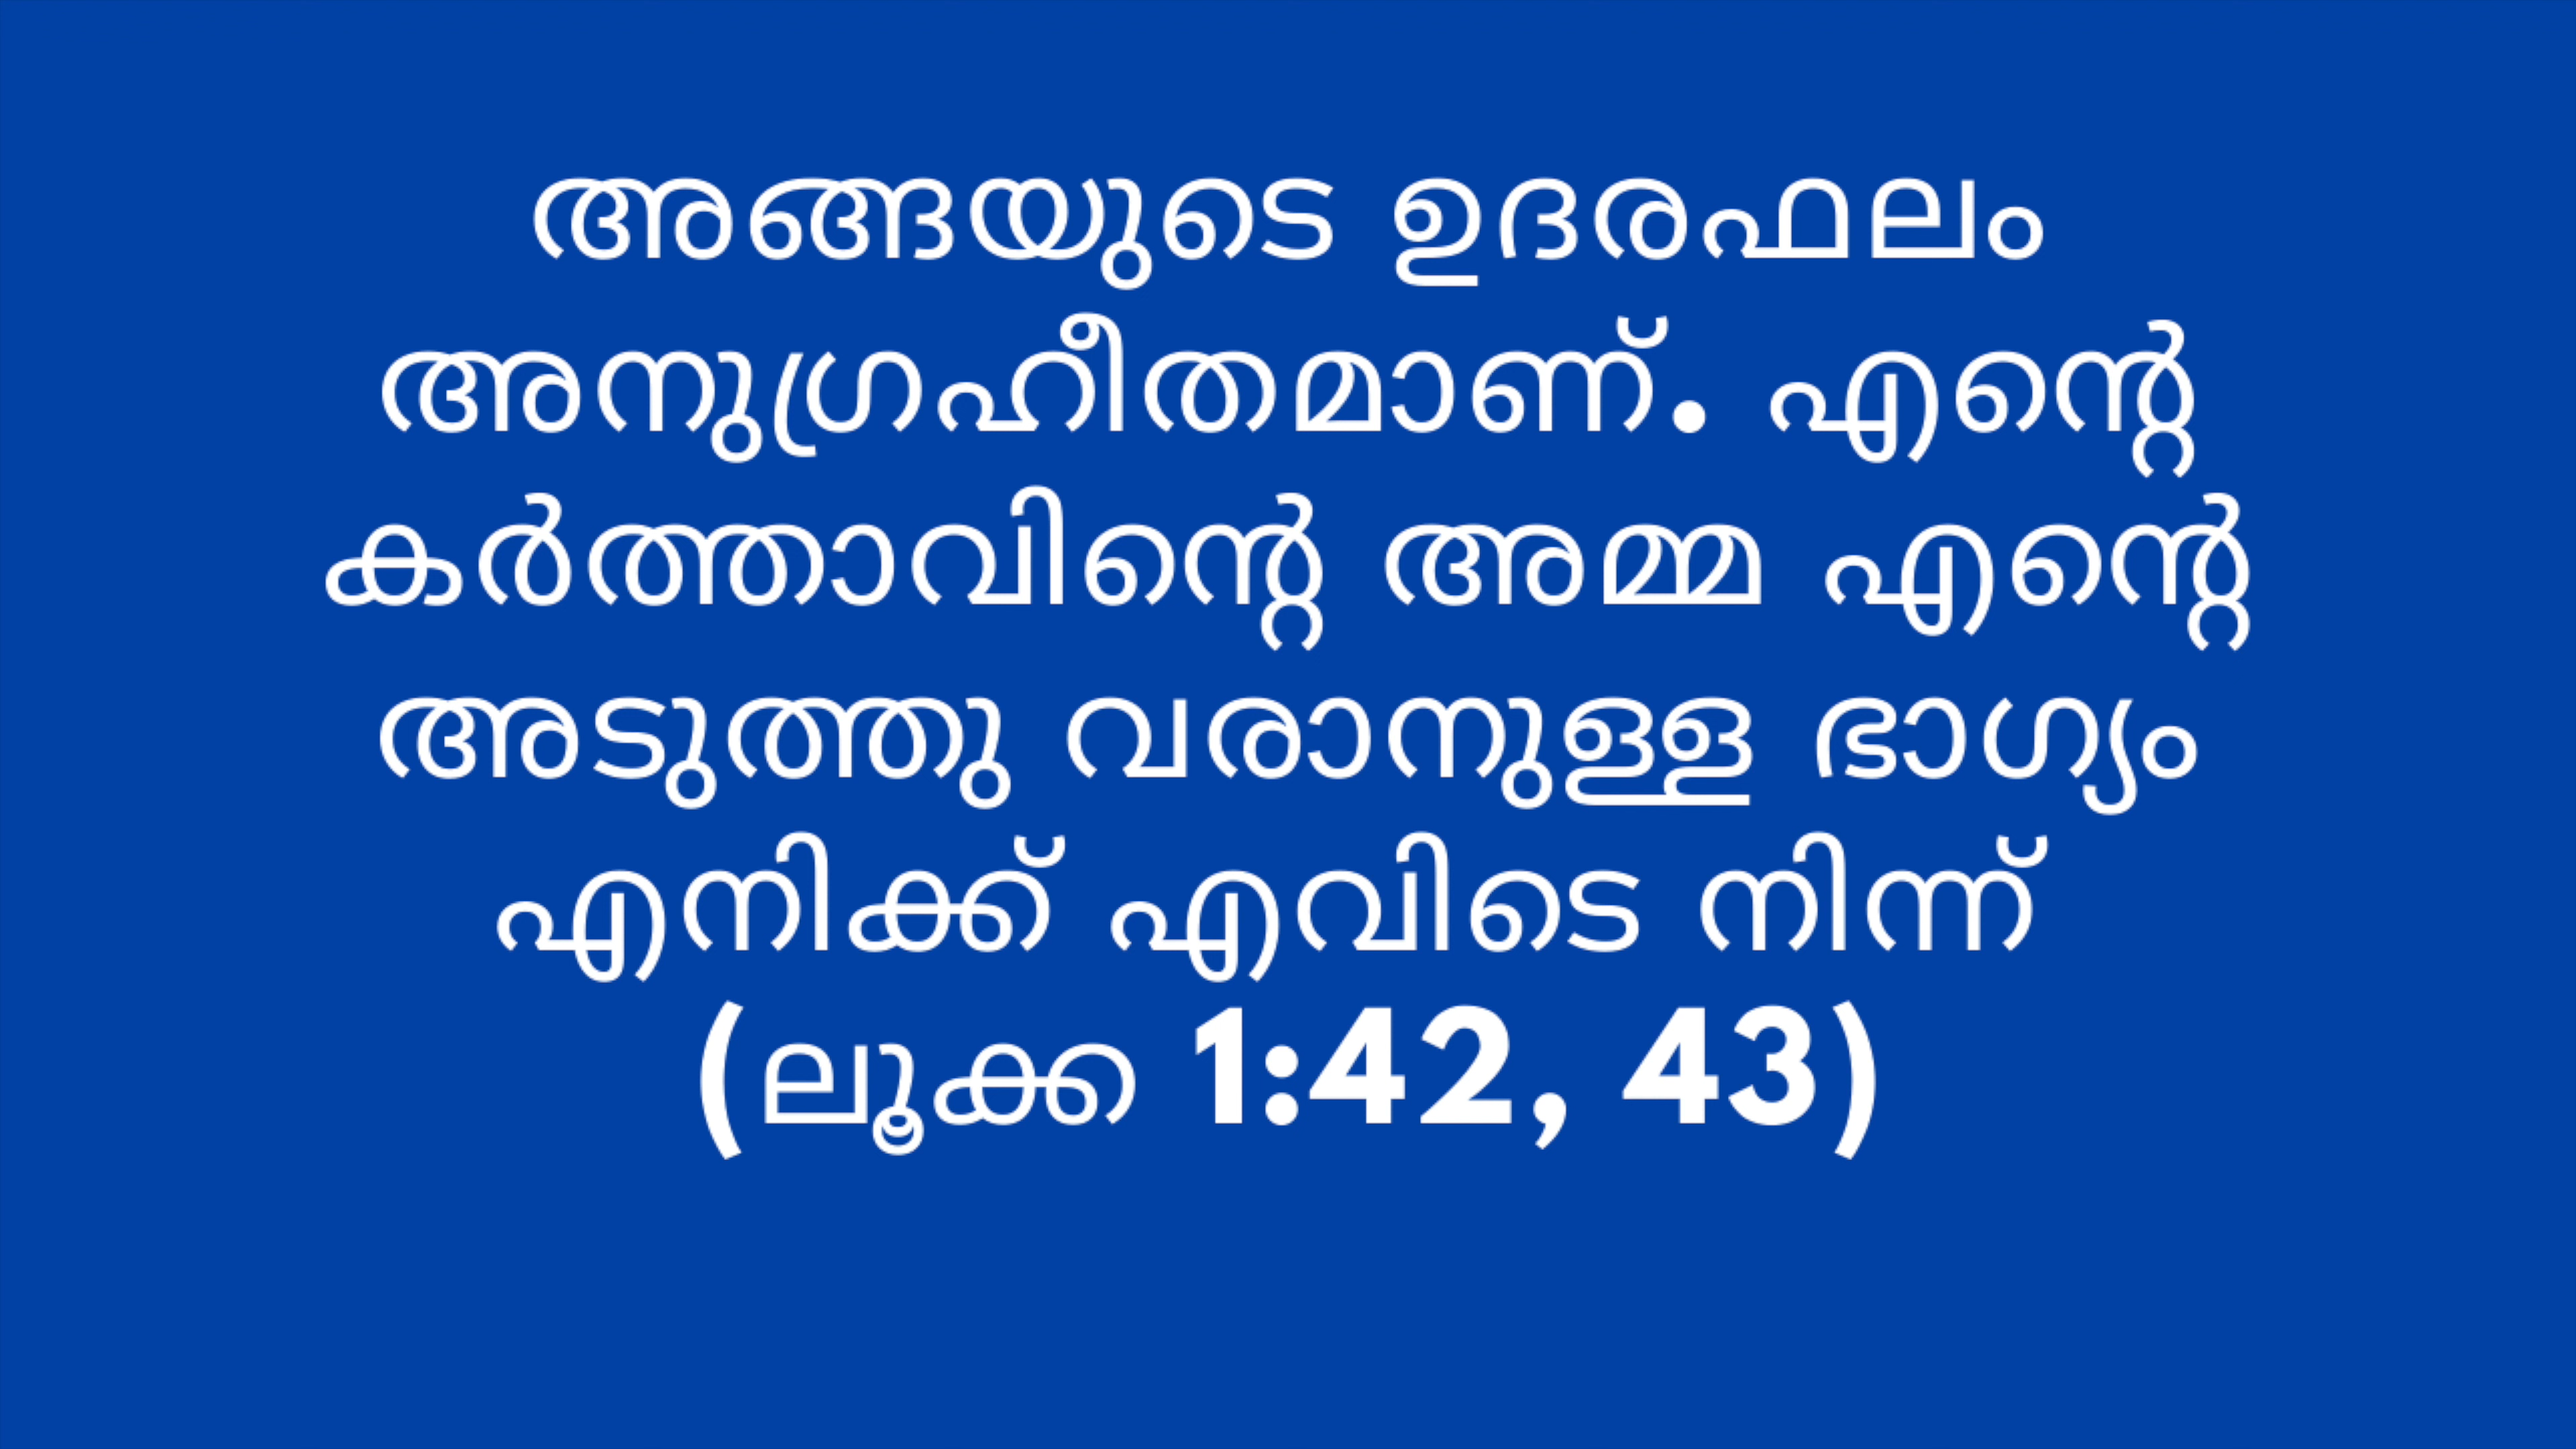 അങ്ങയുടെ ഉദരഫലം
അനുഗ്രഹീതമാണ്. എന്റെ
കർത്താവിന്റെ അമ്മ എന്റെ
അടുത്തു വരാനുള്ള ഭാഗ്യം
എനിക്ക് എവിടെ നിന്ന്
(ലൂക്ക 1:42, 43)